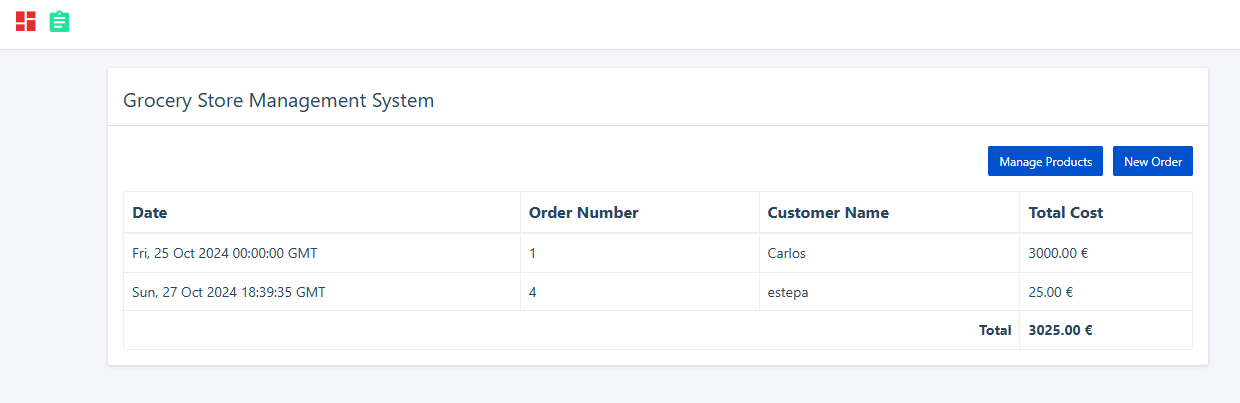 Grocery Store Management System
Manage Products New Order
Date Order Number Customer Name Total Cost
Fri, 25 Oct 2024 00:00:00 GMT 1 Carlos 3000.00 €
Sun, 27 Oct 2024 18:39:35 GMT 4 estepa 25.00 €
Total 3025.00 €